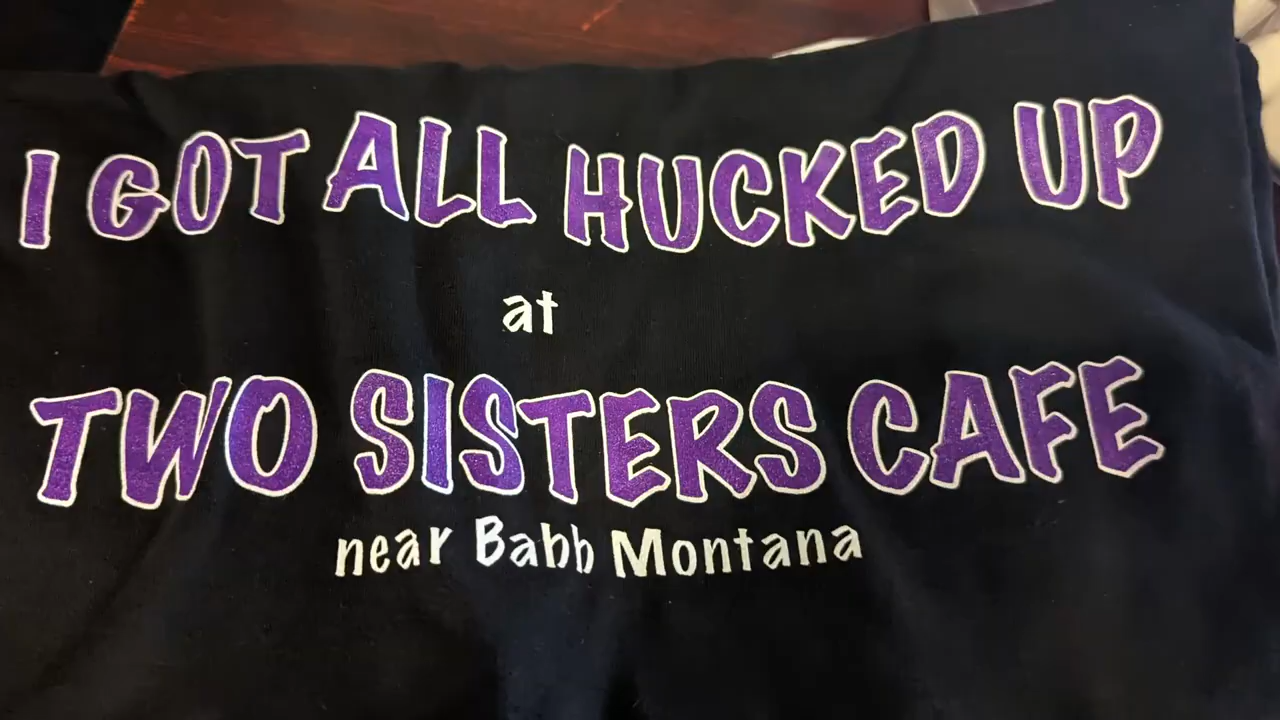 I GOT ALL HUCKED UP
at
TWO SISTERS CAFE
near Babb Montana